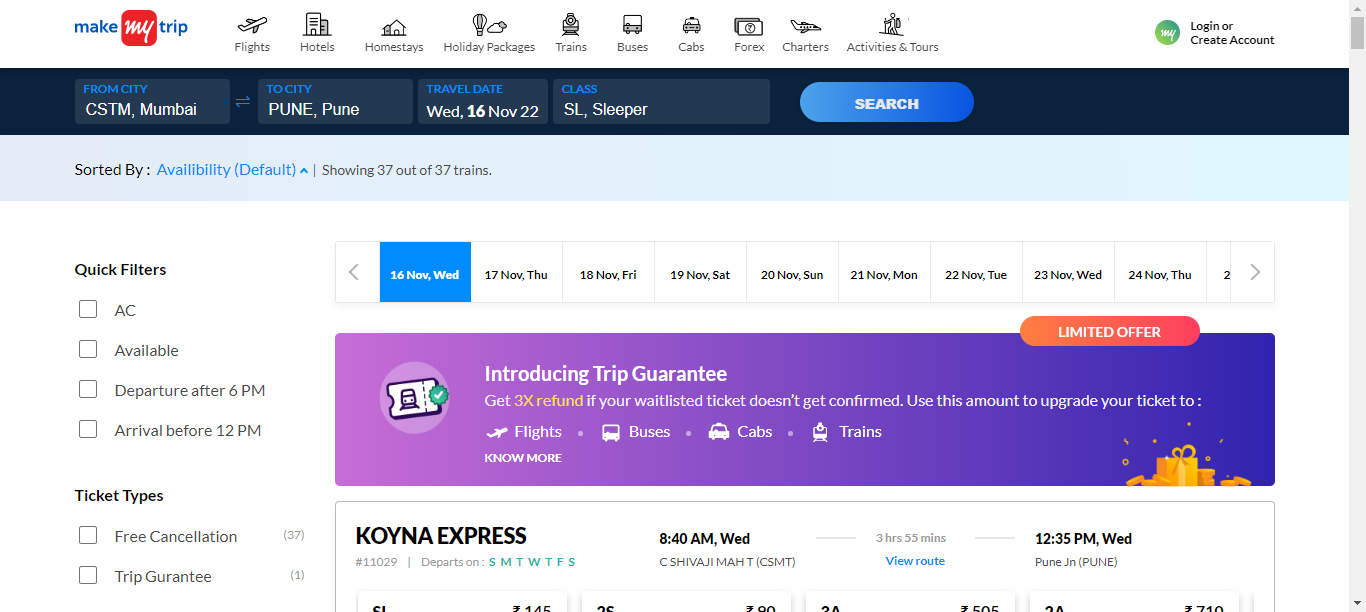 make my trip
Flights
Hotels
Homestays
Holiday Packages
Trains
Buses
Cabs
Forex
Charters
Activities & Tours
my
Login or
Create Account
FROM CITY
CSTM, Mumbai
TO CITY
PUNE, Pune
TRAVEL DATE
Wed, 16 Nov 22
CLASS
SL, Sleeper
SEARCH
Sorted By : Availibility (Default) | Showing 37 out of 37 trains.
Quick Filters
AC
Available
Departure after 6 PM
Arrival before 12 PM
Ticket Types
Free Cancellation (37)
Trip Gurantee (1)
16 Nov, Wed
17 Nov, Thu
18 Nov, Fri
19 Nov, Sat
20 Nov, Sun
21 Nov, Mon
22 Nov, Tue
23 Nov, Wed
24 Nov, Thu
2
LIMITED OFFER
Introducing Trip Guarantee
Get 3X refund if your waitlisted ticket doesn’t get confirmed. Use this amount to upgrade your ticket to :
Flights • Buses • Cabs • Trains
KNOW MORE
KOYNA EXPRESS
#11029 | Departs on : S M T W T F S
8:40 AM, Wed
C SHIVAJI MAH T (CSMT)
3 hrs 55 mins
View route
12:35 PM, Wed
Pune Jn (PUNE)
SL ₹ 145
2S ₹ 90
3A ₹ 505
2A ₹ 710